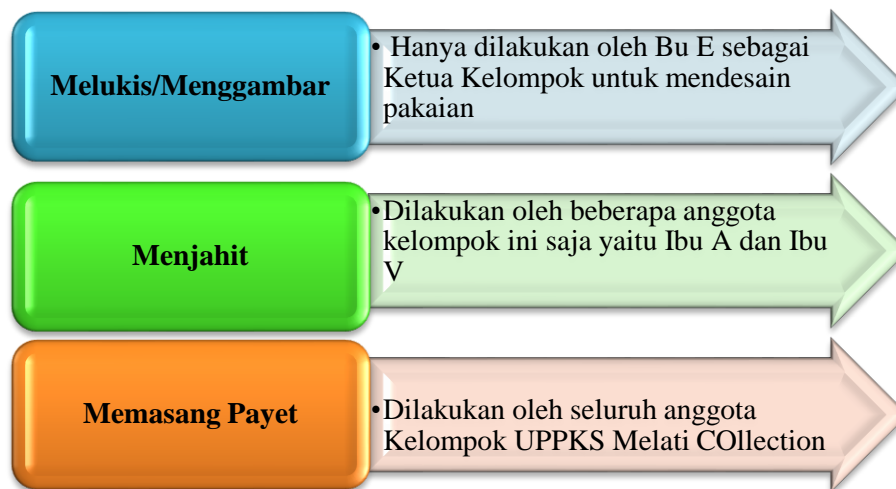 Melukis/Menggambar
• Hanya dilakukan oleh Bu E sebagai
Ketua Kelompok untuk mendesain
pakaian
Menjahit
•Dilakukan oleh beberapa anggota
kelompok ini saja yaitu Ibu A dan Ibu
V
Memasang Payet
•Dilakukan oleh seluruh anggota
Kelompok UPPKS Melati COllection